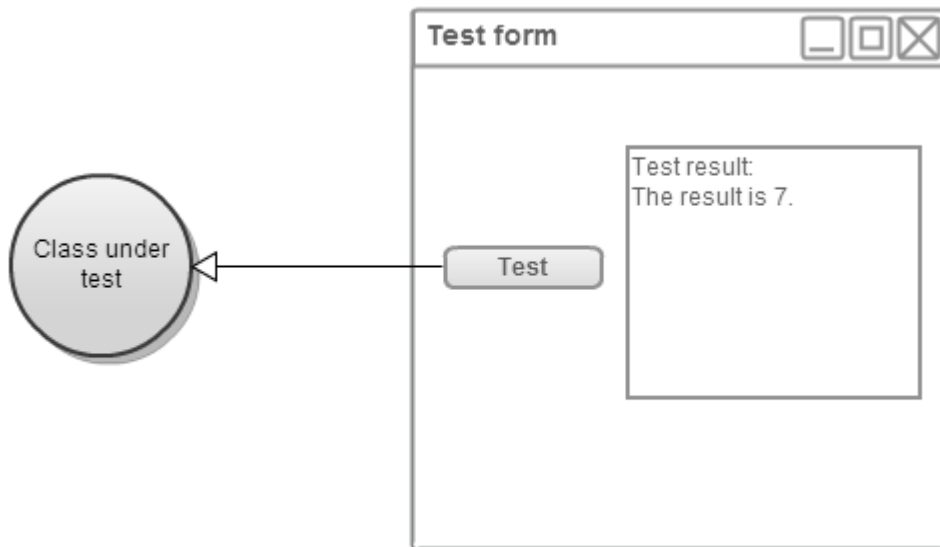 Test form
Class under
test
Test
Test result:
The result is 7.